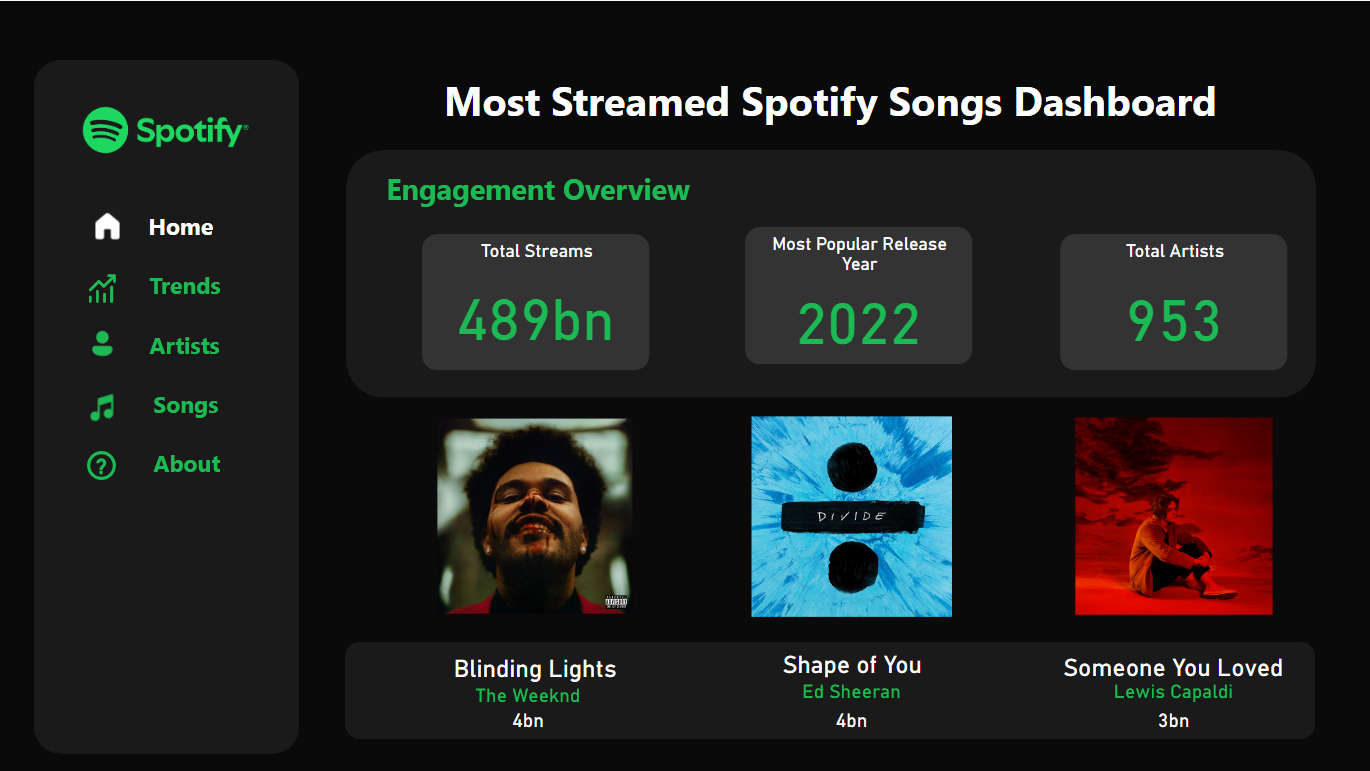 Most Streamed Spotify Songs Dashboard
Spotify®
Home
Trends
Artists
Songs
About
Engagement Overview
Total Streams
489bn
Most Popular Release
Year
2022
Total Artists
953
DIVIDE
Blinding Lights
The Weeknd
4bn
Shape of You
Ed Sheeran
4bn
Someone You Loved
Lewis Capaldi
3bn